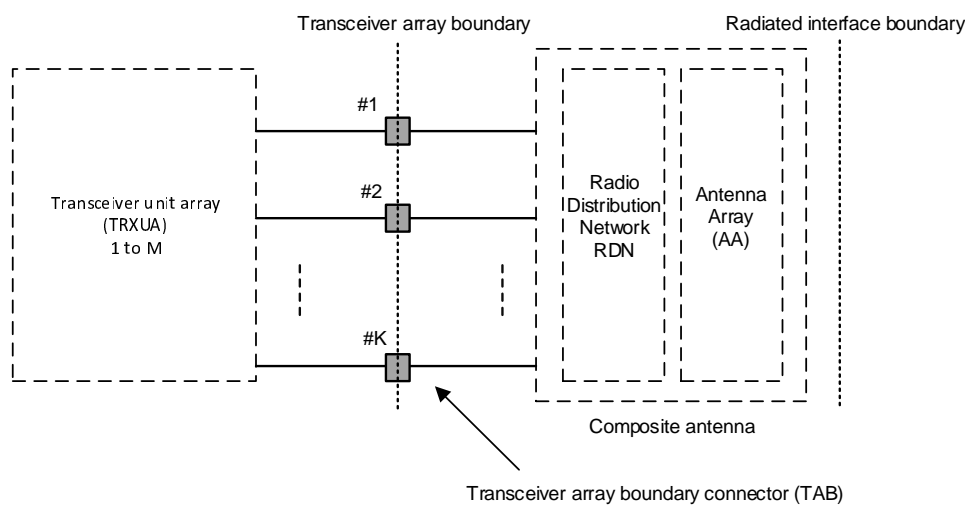 Transceiver array boundary
Radiated interface boundary
#1
#2
#K
Transceiver unit array
(TRXUA)
1 to M
Radio
Distribution
Network
RDN
Antenna
Array
(AA)
Composite antenna
Transceiver array boundary connector (TAB)